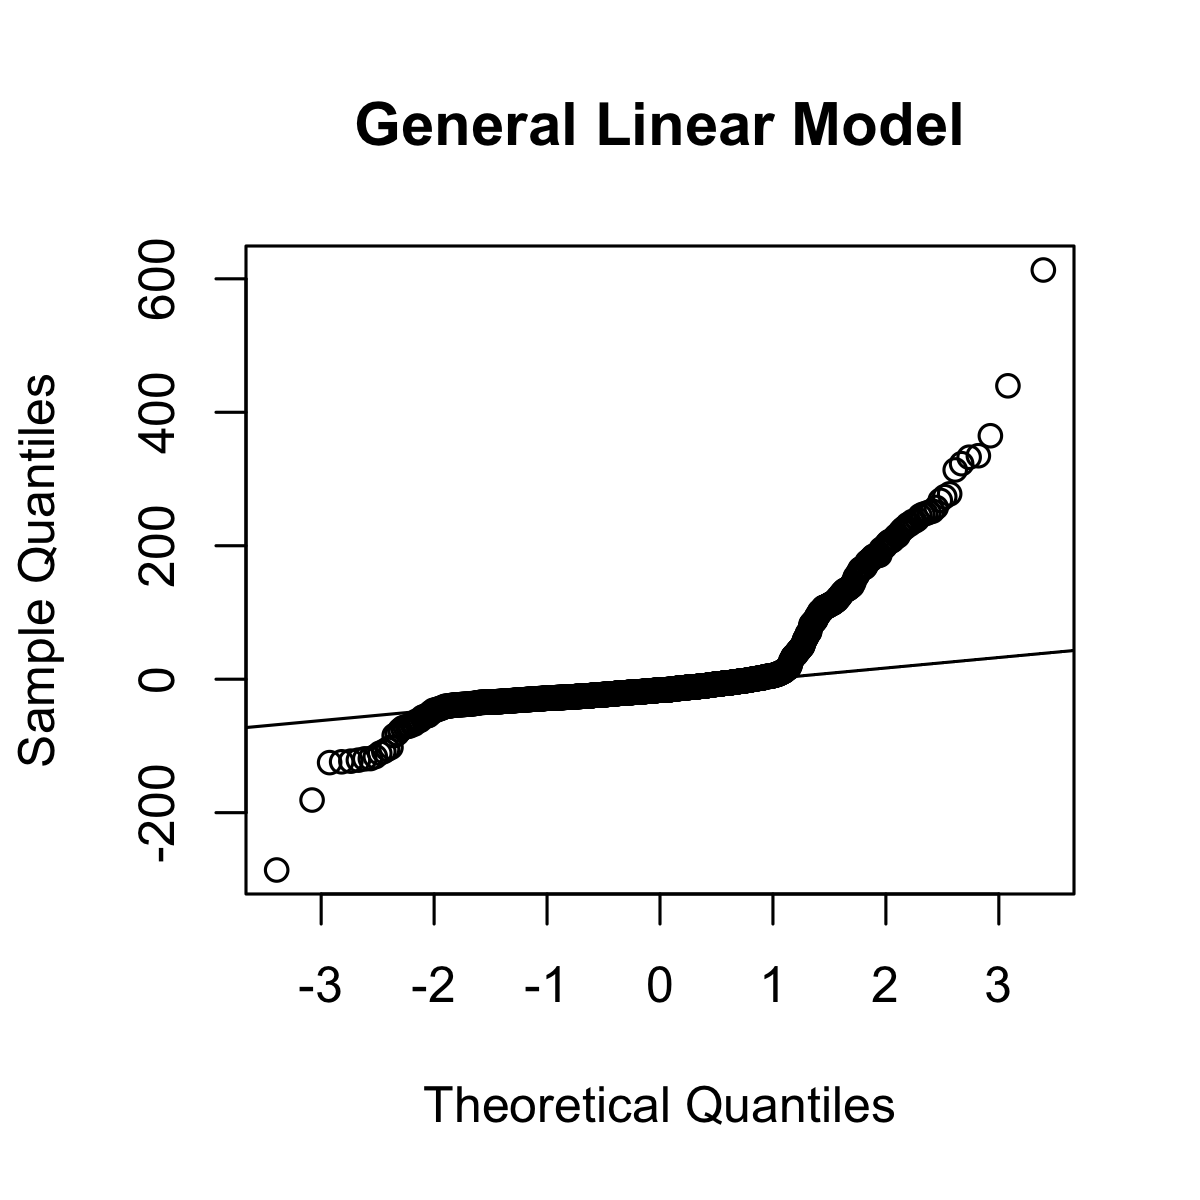 General Linear Model
600
400
200
0
-200
Sample Quantiles
-3 -2 -1 0 1 2 3
Theoretical Quantiles